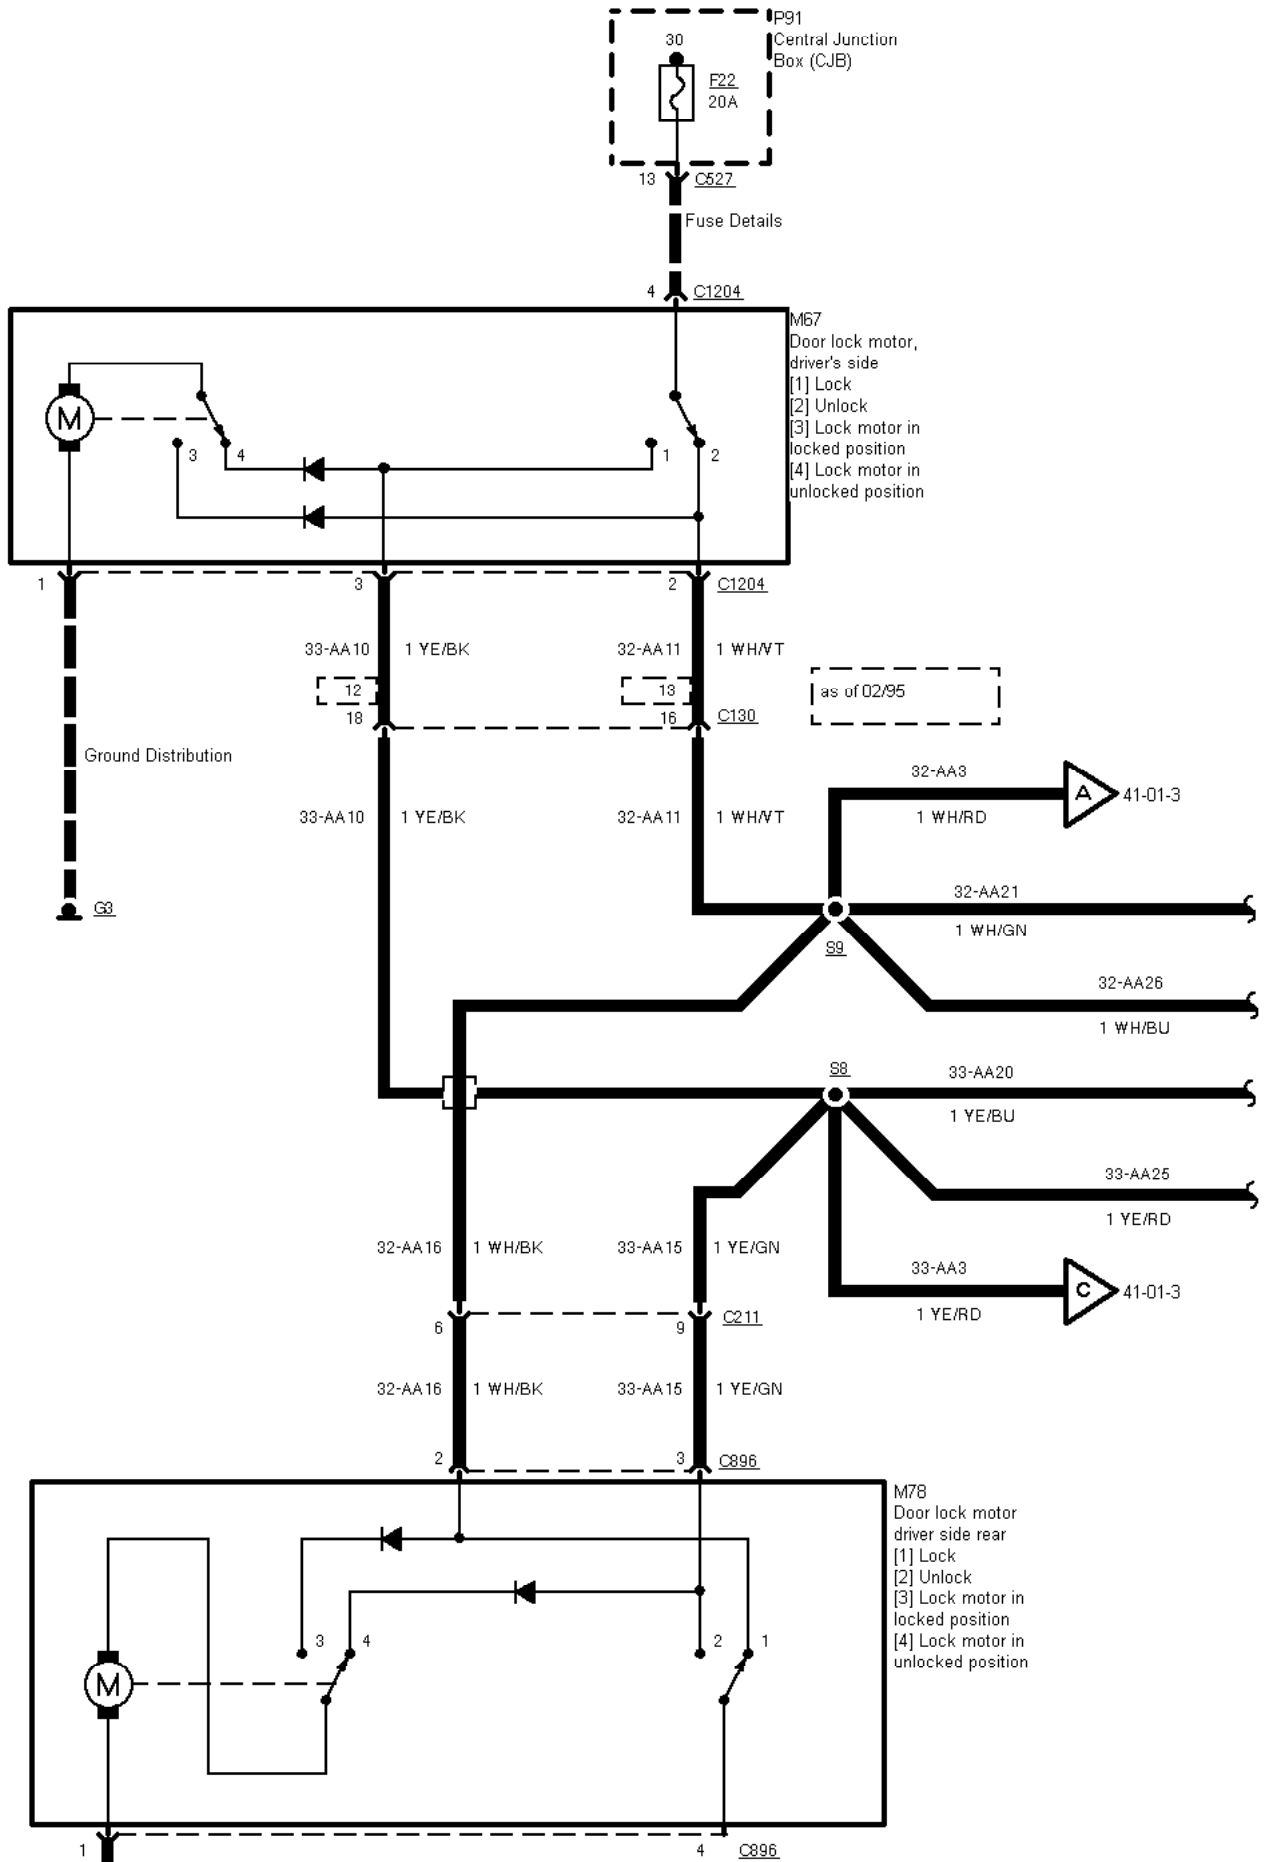 P91
30
Central Junction
Box (CJB)
F22
20A
13
C527
Fuse Details
4
C1204
M67
Door lock motor,
driver's side
[1] Lock
[2] Unlock
[3] Lock motor in
locked position
[4] Lock motor in
unlocked position
M
3
4
1
2
1
3
2
C1204
33-AA10
1 YE/BK
32-AA11
1 WH/VT
12
13
as of 02/95
18
16
C130
Ground Distribution
32-AA3
A
41-01-3
33-AA10
1 YE/BK
32-AA11
1 WH/VT
1 WH/RD
G3
32-AA21
1 WH/GN
S9
32-AA26
1 WH/BU
S8
33-AA20
1 YE/BU
33-AA25
1 YE/RD
32-AA16
1 WH/BK
33-AA15
1 YE/GN
33-AA3
C
41-01-3
1 YE/RD
6
9
C211
32-AA16
1 WH/BK
33-AA15
1 YE/GN
2
3
C896
M78
Door lock motor
driver side rear
[1] Lock
[2] Unlock
[3] Lock motor in
locked position
[4] Lock motor in
unlocked position
3
4
2
1
M
1
4
C896